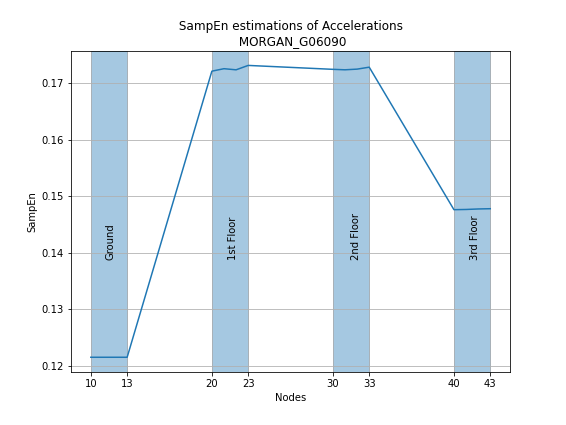 SampEn estimations of Accelerations
MORGAN_G06090
SampEn
0.17
0.16
0.15
0.14
0.13
0.12
Ground
1st Floor
2nd Floor
3rd Floor
10 13 20 23 30 33 40 43
Nodes